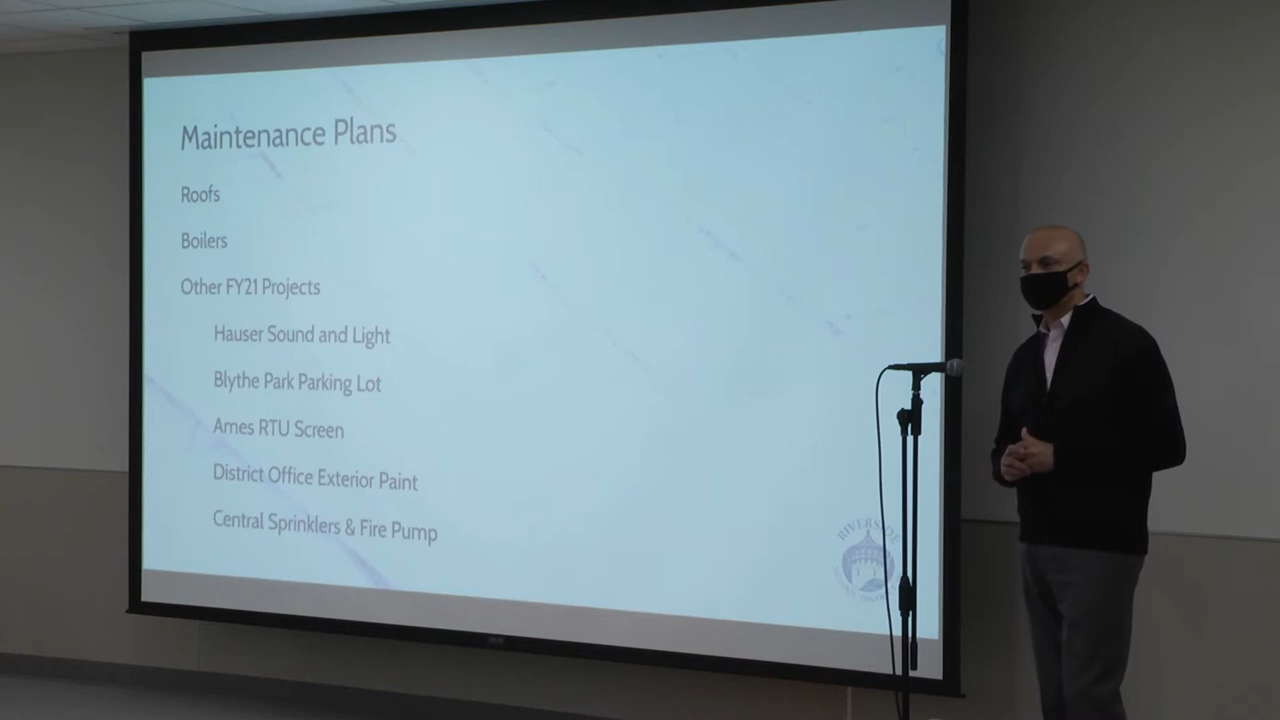 Maintenance Plans
Roofs
Boilers
Other FY21 Projects
Hauser Sound and Light
Blythe Park Parking Lot
Ames RTU Screen
District Office Exterior Paint
Central Sprinklers & Fire Pump
RIVERSIDE